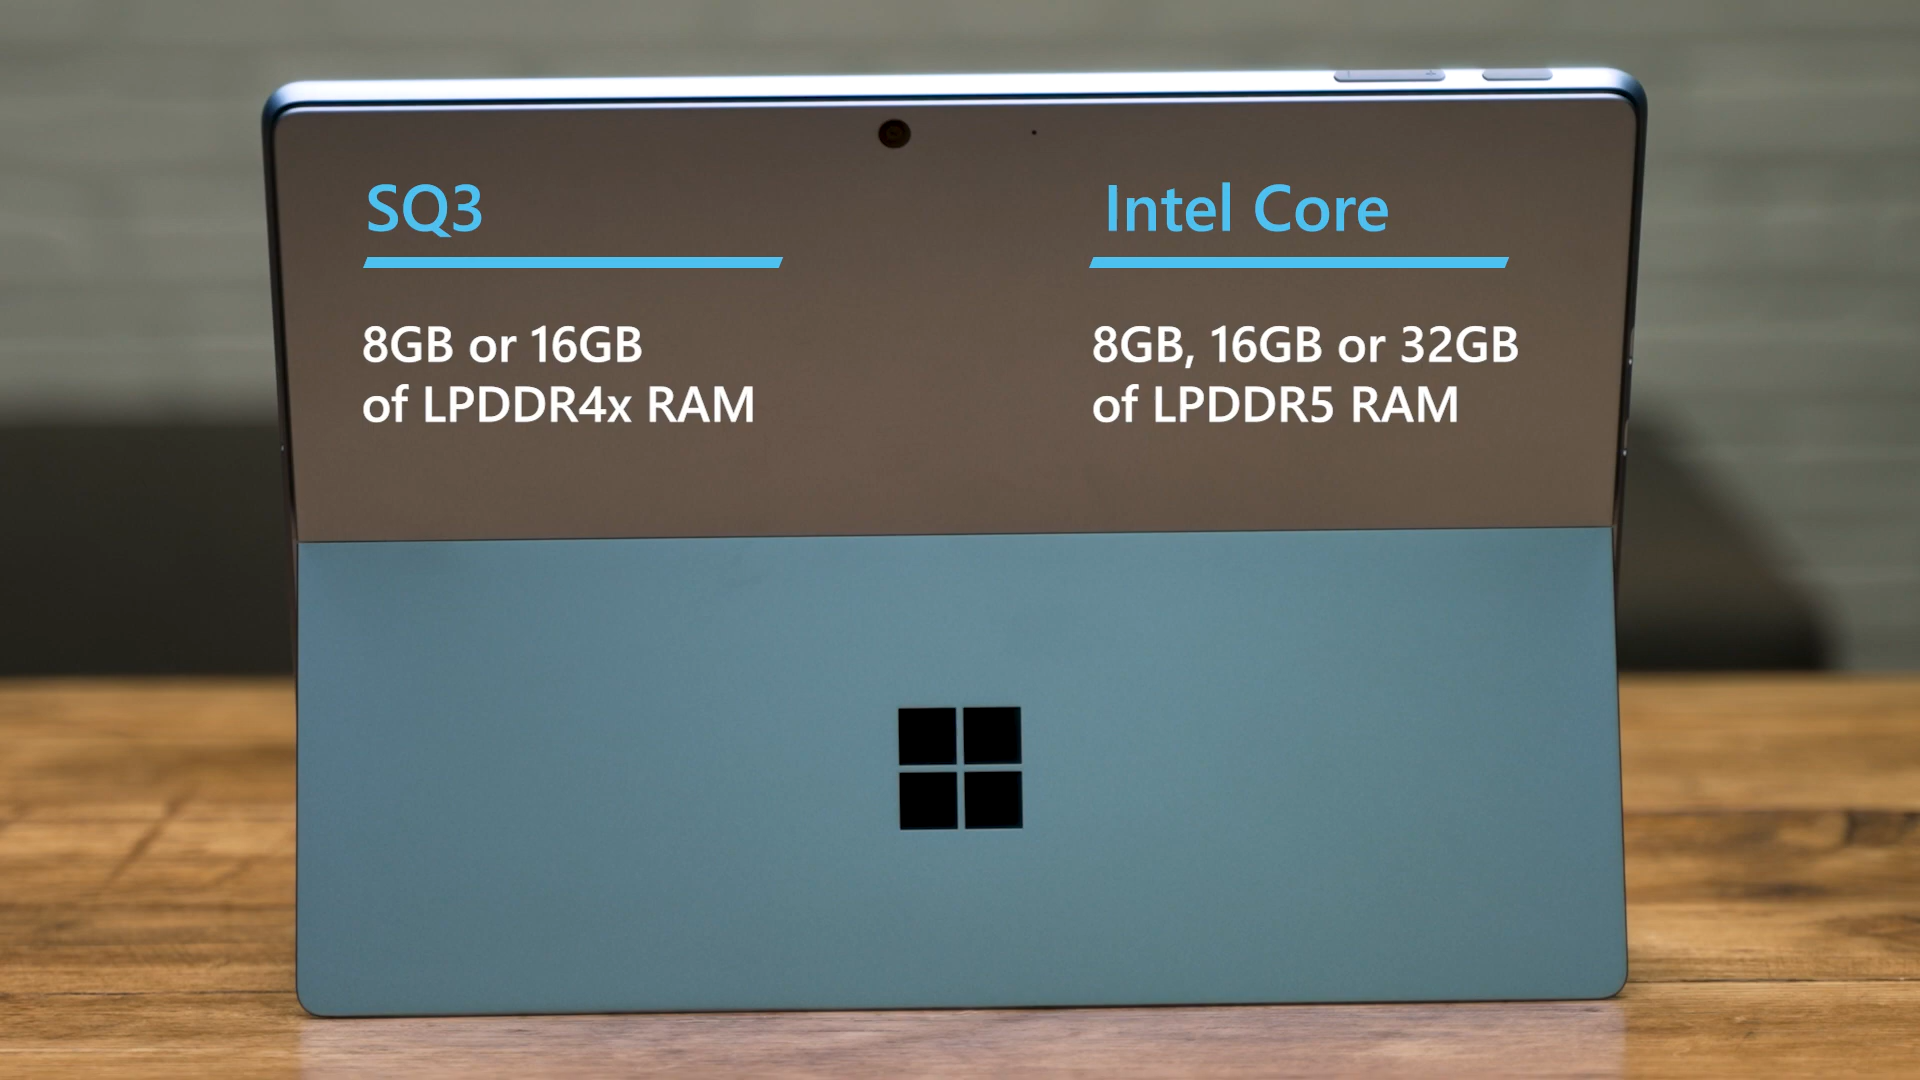 SQ3
8GB or 16GB
of LPDDR4x RAM
Intel Core
8GB, 16GB or 32GB
of LPDDR5 RAM